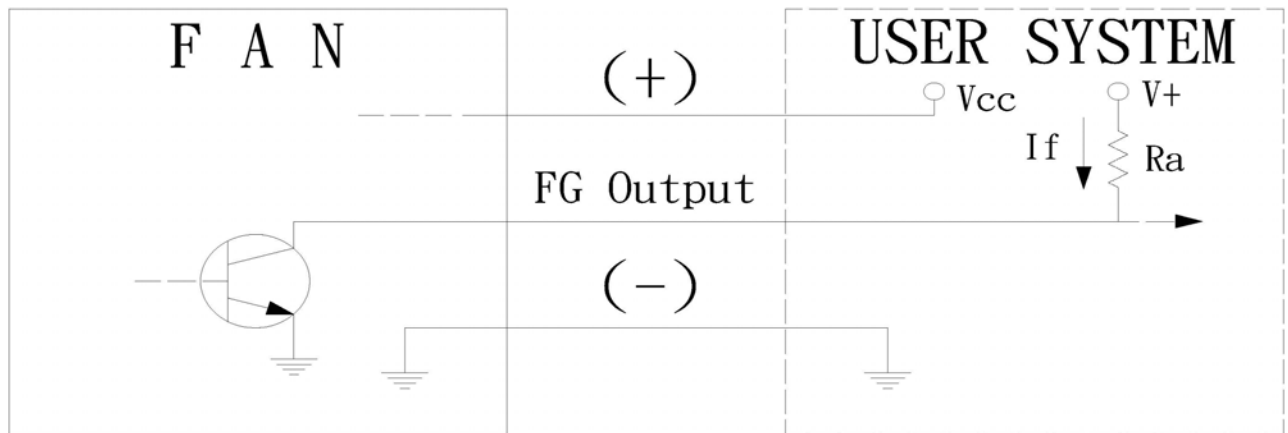 F A N
USER SYSTEM
(+)
Vcc
V+
If
Ra
FG Output
(-)